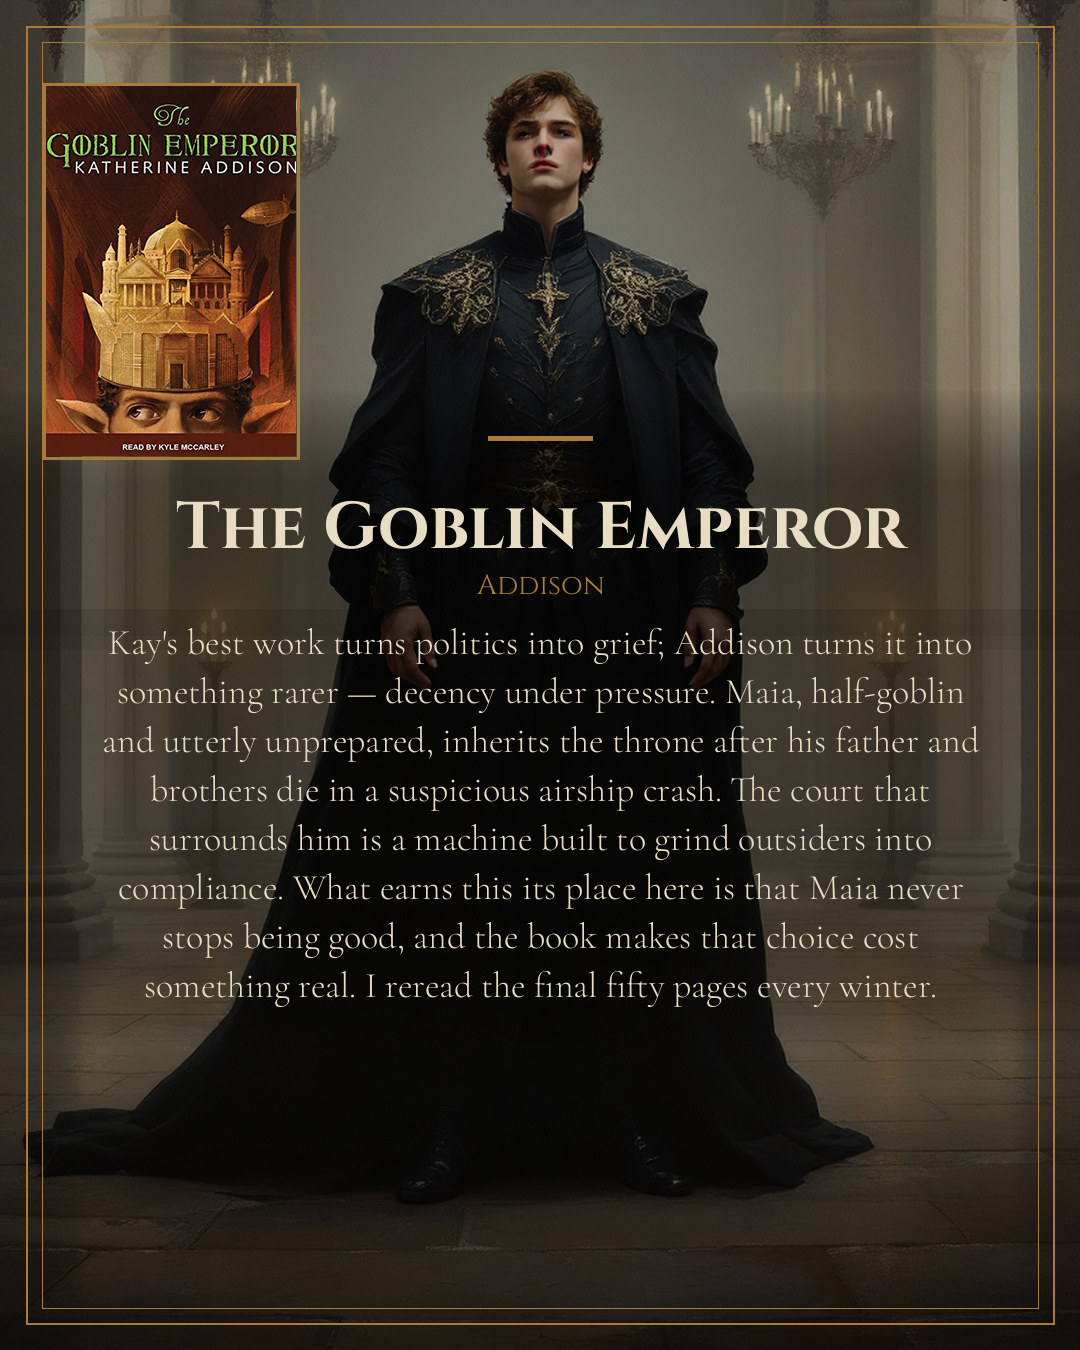 The
GOBLIN EMPEROR
KATHERINE ADDISON
READ BY KYLE MCCARLEY
The Goblin Emperor
Addison
Kay's best work turns politics into grief; Addison turns it into
something rarer — decency under pressure. Maia, half-goblin
and utterly unprepared, inherits the throne after his father and
brothers die in a suspicious airship crash. The court that
surrounds him is a machine built to grind outsiders into
compliance. What earns this its place here is that Maia never
stops being good, and the book makes that choice cost
something real. I reread the final fifty pages every winter.